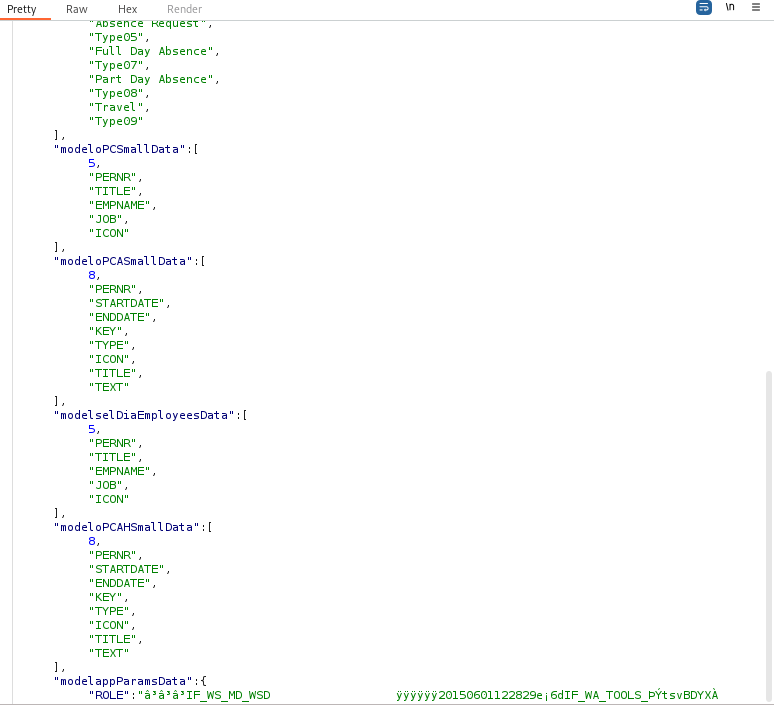 Pretty Raw Hex Render \n
"Absence Request",
"Type05",
"Full Day Absence",
"Type07",
"Part Day Absence",
"Type08",
"Travel",
"Type09"
],
"modeloPCSmallData":[
5,
"PERNR",
"TITLE",
"EMPNAME",
"JOB",
"ICON"
],
"modeloPCASmallData":[
8,
"PERNR",
"STARTDATE",
"ENDDATE",
"KEY",
"TYPE",
"ICON",
"TITLE",
"TEXT"
],
"modelselDiaEmployeesData":[
5,
"PERNR",
"TITLE",
"EMPNAME",
"JOB",
"ICON"
],
"modeloPCAHSmallData":[
8,
"PERNR",
"STARTDATE",
"ENDDATE",
"KEY",
"TYPE",
"ICON",
"TITLE",
"TEXT"
],
"modelappParamsData":{
"ROLE":"â³â³â³IF_WS_MD_WSD ÿÿÿÿÿÿ20150601122829e¡6dIF_WA_TOOLS_ÞÝtsvBDYXÀ